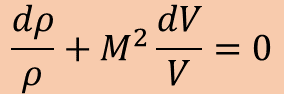 dρ/ρ + M² dV/V = 0